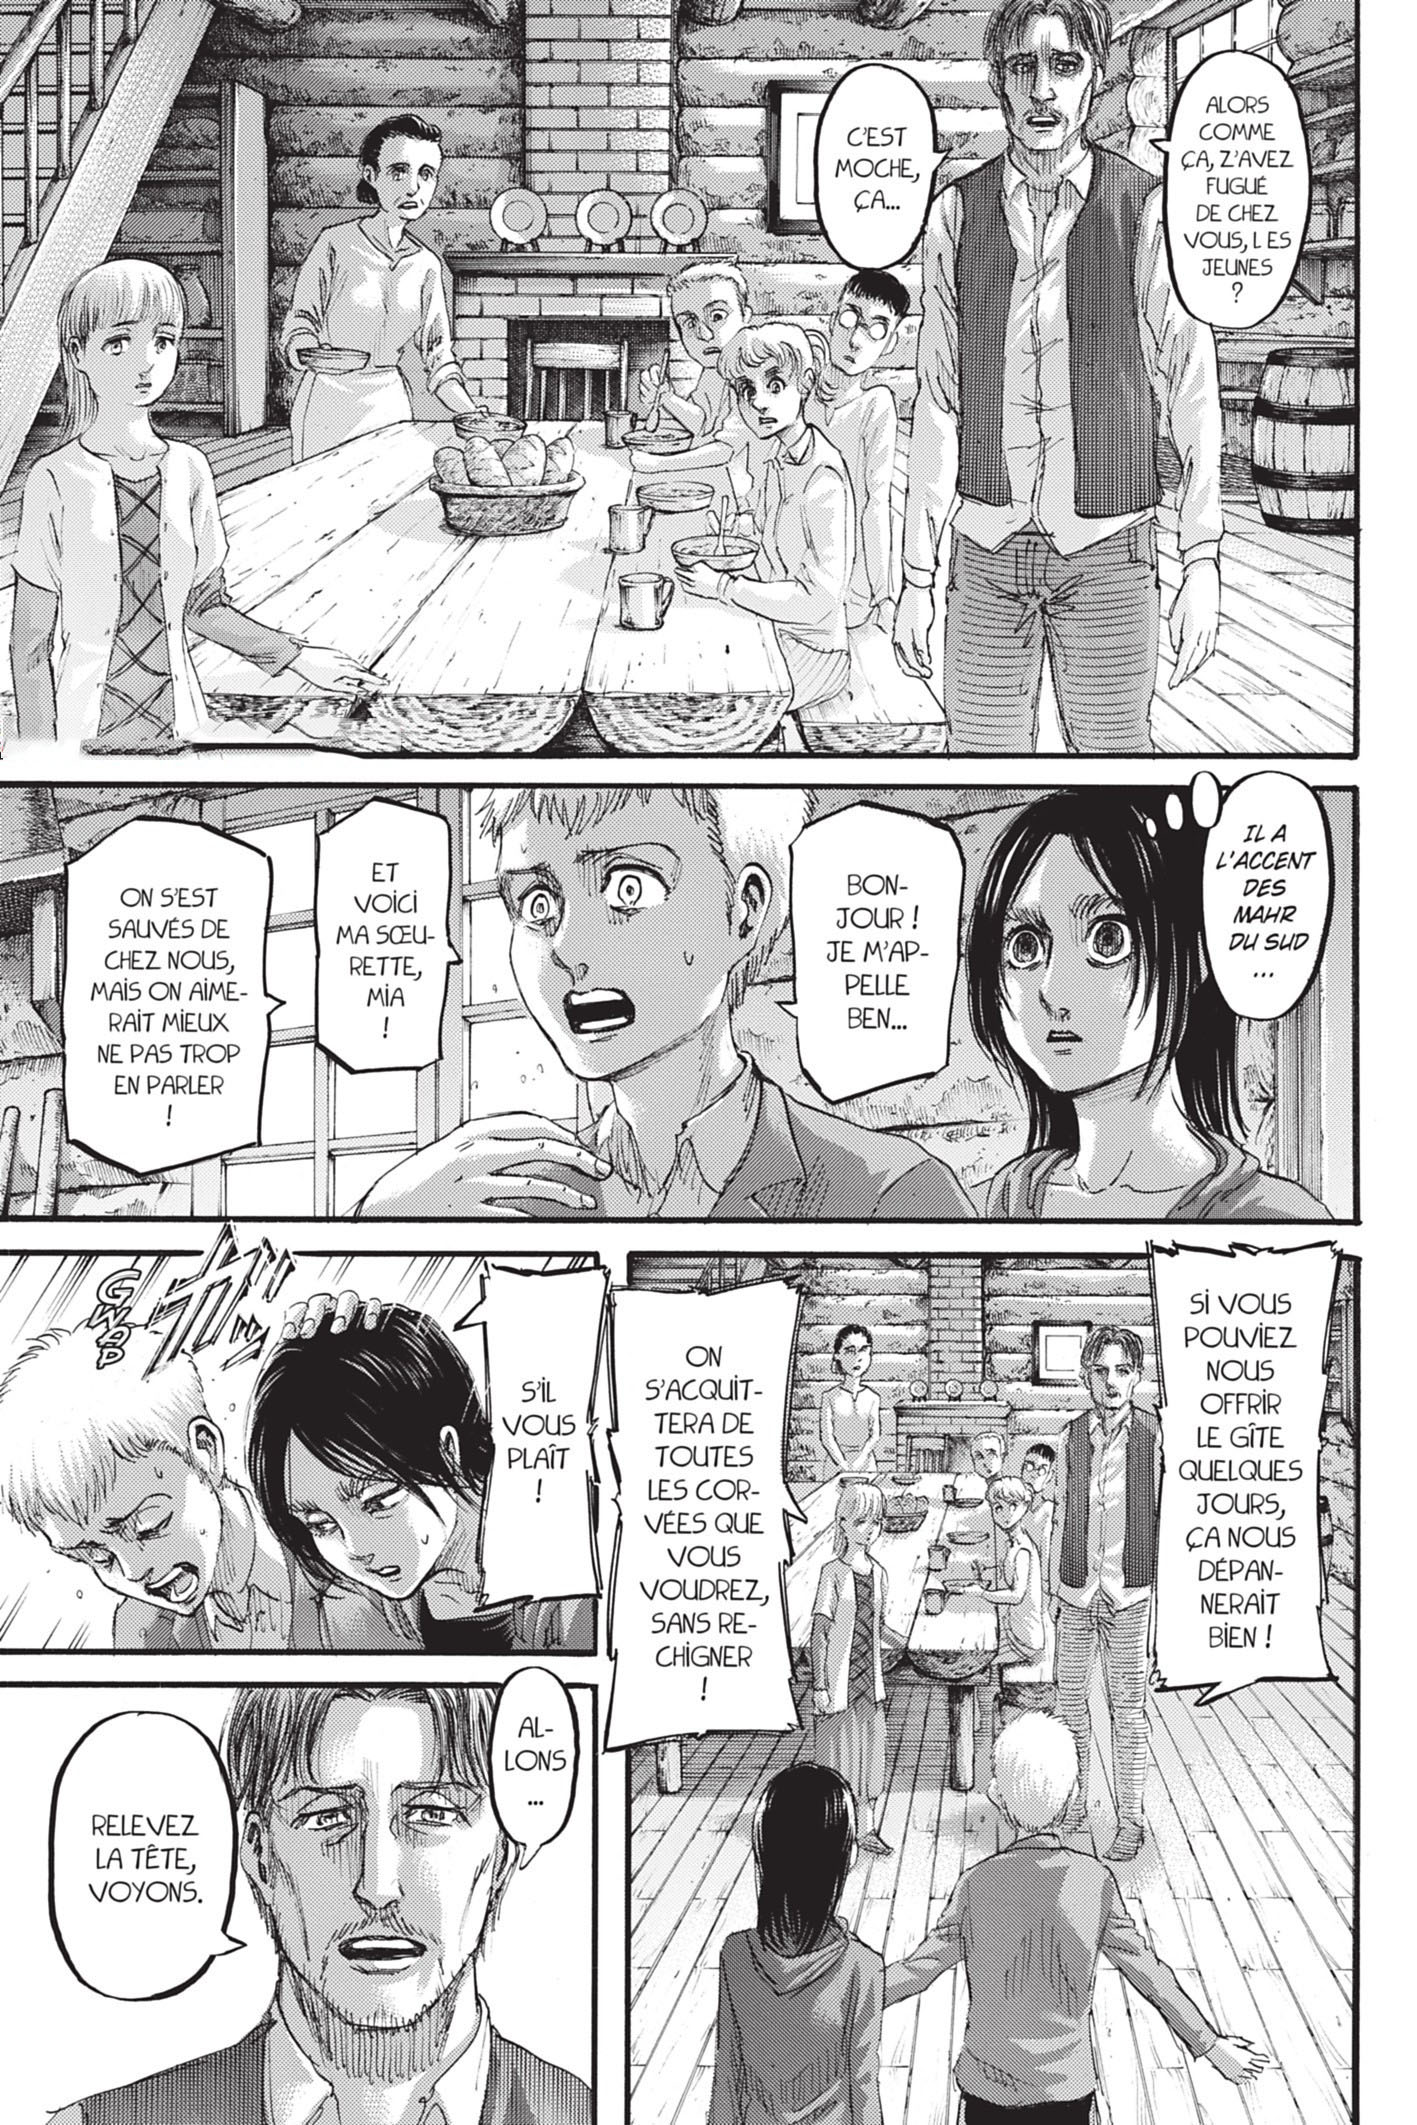 ALORS
COMME
ÇA, Z'AVEZ
FUGUÉ
DE CHEZ
VOUS, LES
JEUNES
?
C'EST
MOCHE,
ÇA...
IL A
L'ACCENT
DES
MAHR
DU SUD
...
BON-
JOUR !
JE M'AP-
PELLE
BEN...
ET
VOICI
MA SŒU-
RETTE,
MIA
!
ON S'EST
SAUVÉS DE
CHEZ NOUS,
MAIS ON AIME-
RAIT MIEUX
NE PAS TROP
EN PARLER
!
SI VOUS
POUVIEZ
NOUS
OFFRIR
LE GÎTE
QUELQUES
JOURS,
ÇA NOUS
DÉPAN-
NERAIT
BIEN !
ON
S'ACQUIT-
TERA DE
TOUTES
LES COR-
VÉES QUE
VOUS
VOUDREZ,
SANS RE-
CHIGNER
!
S'IL
VOUS
PLAÎT
!
ガバッ
GWAP
AL-
LONS
...
RELEVEZ
LA TÊTE,
VOYONS.